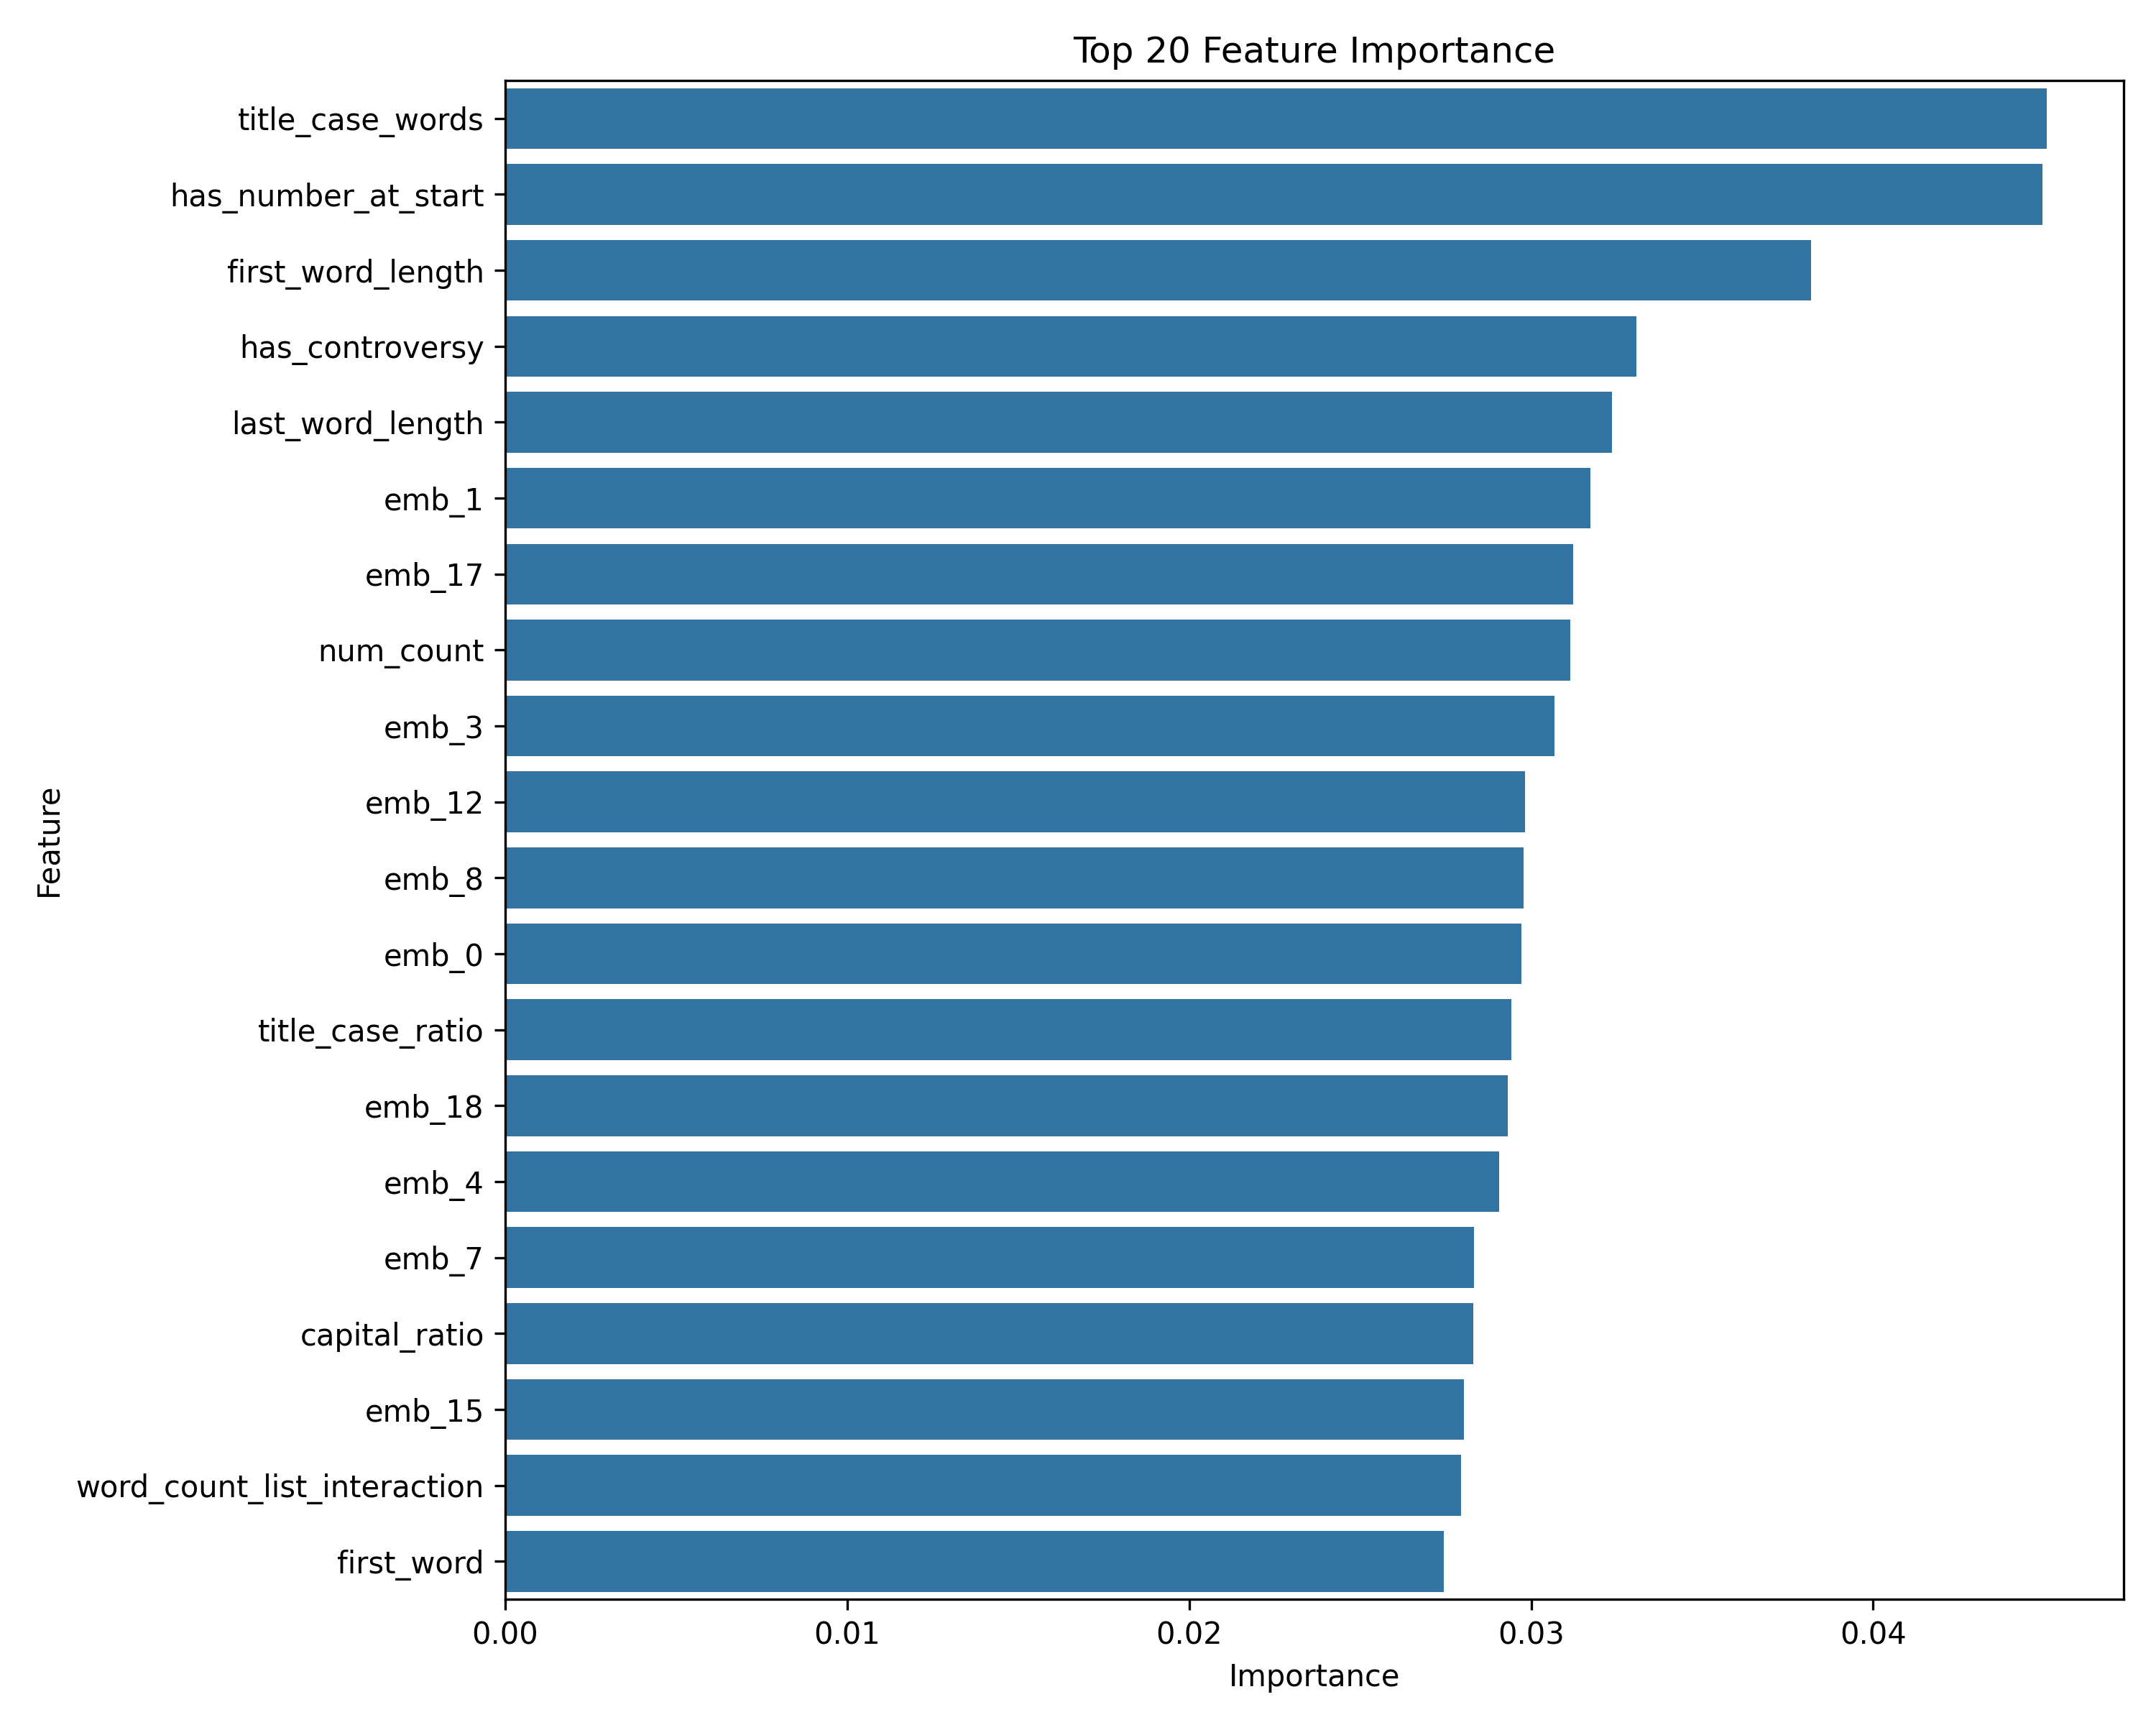 Top 20 Feature Importance
title_case_words
has_number_at_start
first_word_length
has_controversy
last_word_length
emb_1
emb_17
num_count
emb_3
emb_12
emb_8
emb_0
title_case_ratio
emb_18
emb_4
emb_7
capital_ratio
emb_15
word_count_list_interaction
first_word
Feature
0.00 0.01 0.02 0.03 0.04
Importance